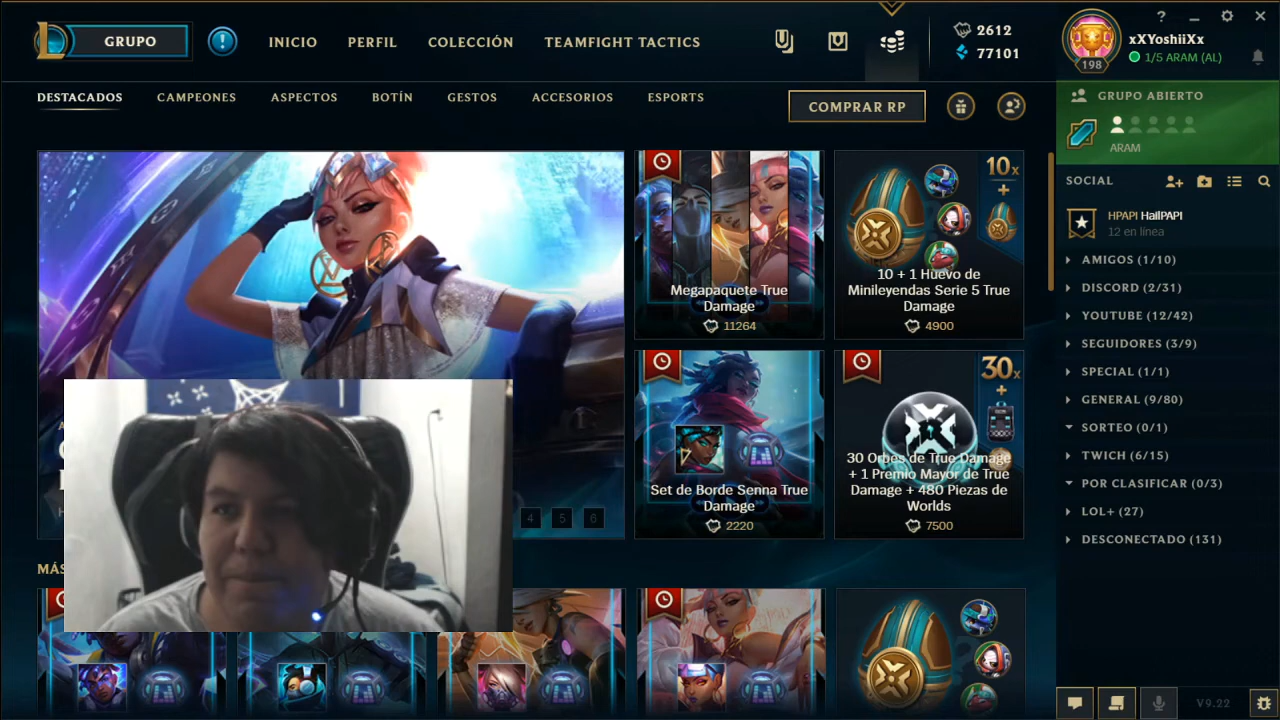 GRUPO
INICIO
PERFIL
COLECCIÓN
TEAMFIGHT TACTICS
2612
77101
198
xXYoshiiXx
1/5 ARAM (AL)
DESTACADOS
CAMPEONES
ASPECTOS
BOTÍN
GESTOS
ACCESORIOS
ESPORTS
COMPRAR RP
GRUPO ABIERTO
ARAM
SOCIAL
HPAPI HailPAPI
12 en línea
AMIGOS (1/10)
DISCORD (2/31)
YOUTUBE (12/42)
SEGUIDORES (3/9)
SPECIAL (1/1)
GENERAL (9/80)
SORTEO (0/1)
TWICH (6/15)
POR CLASIFICAR (0/3)
LOL+ (27)
DESCONECTADO (131)
Megapaquete True
Damage
11264
10x
+
10 + 1 Huevo de
Minileyendas Serie 5 True
Damage
4900
Set de Borde Senna True
Damage
2220
30x
+
30 Orbes de True Damage
+ 1 Premio Mayor de True
Damage + 480 Piezas de
Worlds
7500
4 5 6
V9.22